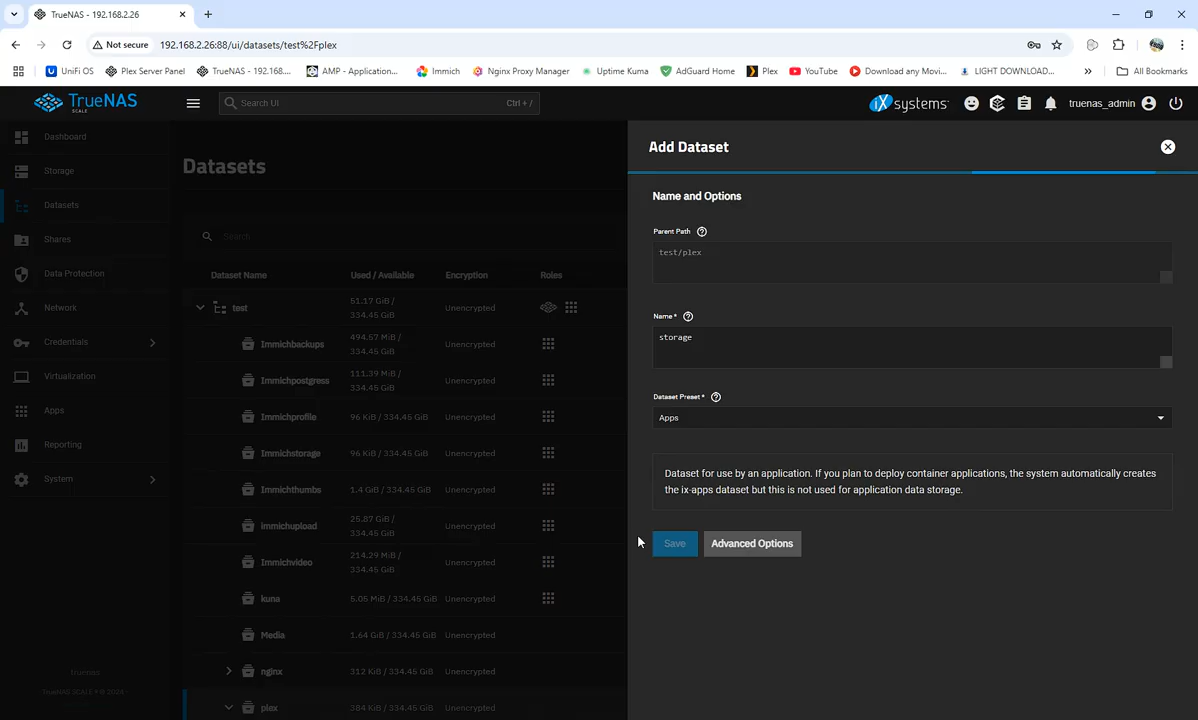 TrueNAS - 192.168.2.26
Not secure
192.168.2.26:88/ui/datasets/test%2Fplex
UniFi OS
Plex Server Panel
TrueNAS - 192.168....
AMP - Application...
Immich
Nginx Proxy Manager
Uptime Kuma
AdGuard Home
Plex
YouTube
Download any Movi...
LIGHT DOWNLOAD...
All Bookmarks
TrueNAS
SCALE
Search UI
Ctrl + /
iXsystems
truenas_admin
Dashboard
Storage
Datasets
Shares
Data Protection
Network
Credentials
Virtualization
Apps
Reporting
System
truenas
TrueNAS SCALE ® © 2024
Datasets
Search
Dataset Name
Used / Available
Encryption
Roles
test
51.17 GiB /
334.45 GiB
Unencrypted
Immichbackups
494.57 MiB /
334.45 GiB
Unencrypted
Immichpostgress
111.39 MiB /
334.45 GiB
Unencrypted
Immichprofile
96 KiB / 334.45 GiB
Unencrypted
Immichstorage
96 KiB / 334.45 GiB
Unencrypted
Immichthumbs
1.4 GiB / 334.45 GiB
Unencrypted
immichupload
25.87 GiB /
334.45 GiB
Unencrypted
Immichvideo
214.29 MiB /
334.45 GiB
Unencrypted
kuna
5.05 MiB / 334.45 GiB
Unencrypted
Media
1.64 GiB / 334.45 GiB
Unencrypted
nginx
312 KiB / 334.45 GiB
Unencrypted
plex
384 KiB / 334.45 GiB
Unencrypted
Add Dataset
Name and Options
Parent Path
test/plex
Name *
storage
Dataset Preset *
Apps
Dataset for use by an application. If you plan to deploy container applications, the system automatically creates
the ix-apps dataset but this is not used for application data storage.
Save
Advanced Options